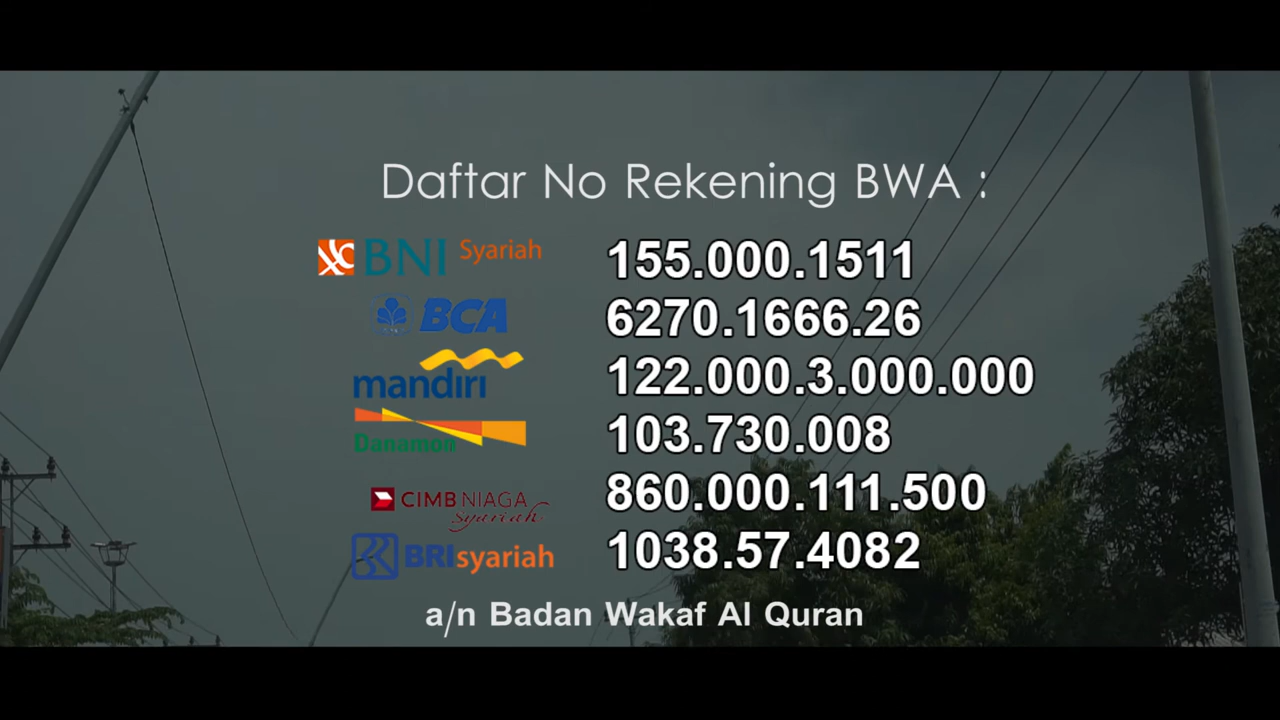 Daftar No Rekening BWA :
BNI Syariah 155.000.1511
BCA 6270.1666.26
mandiri 122.000.3.000.000
Danamon 103.730.008
CIMB NIAGA Syariah 860.000.111.500
BRIsyariah 1038.57.4082
a/n Badan Wakaf Al Quran